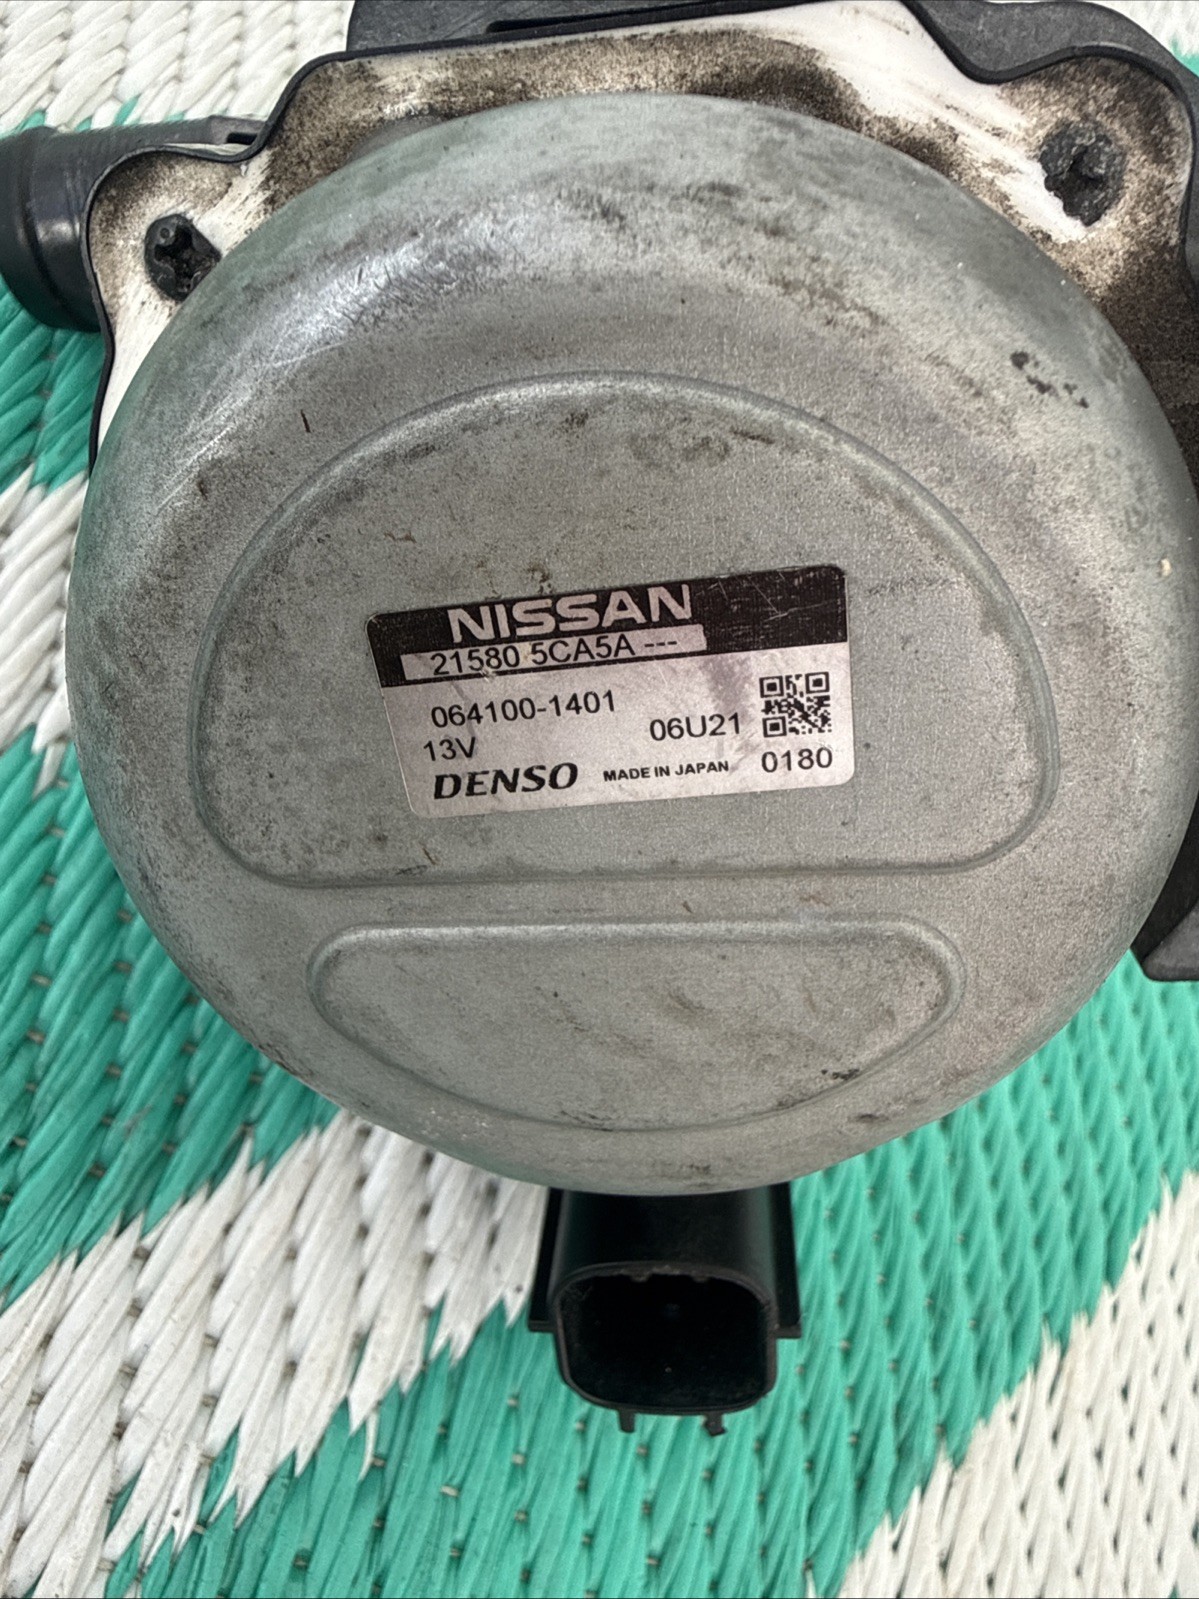 NISSAN
21580 5CA5A ---
064100-1401
13V 06U21
DENSO MADE IN JAPAN 0180